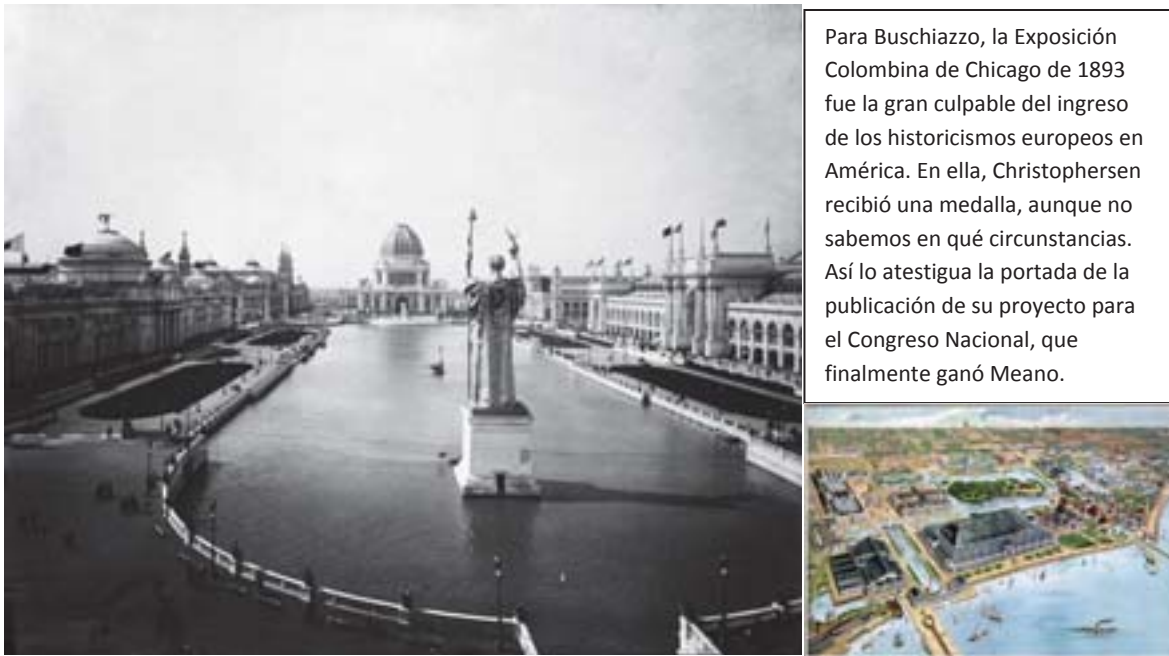 Para Buschiazzo, la Exposición
Colombina de Chicago de 1893
fue la gran culpable del ingreso
de los historicismos europeos en
América. En ella, Christophersen
recibió una medalla, aunque no
sabemos en qué circunstancias.
Así lo atestigua la portada de la
publicación de su proyecto para
el Congreso Nacional, que
finalmente ganó Meano.